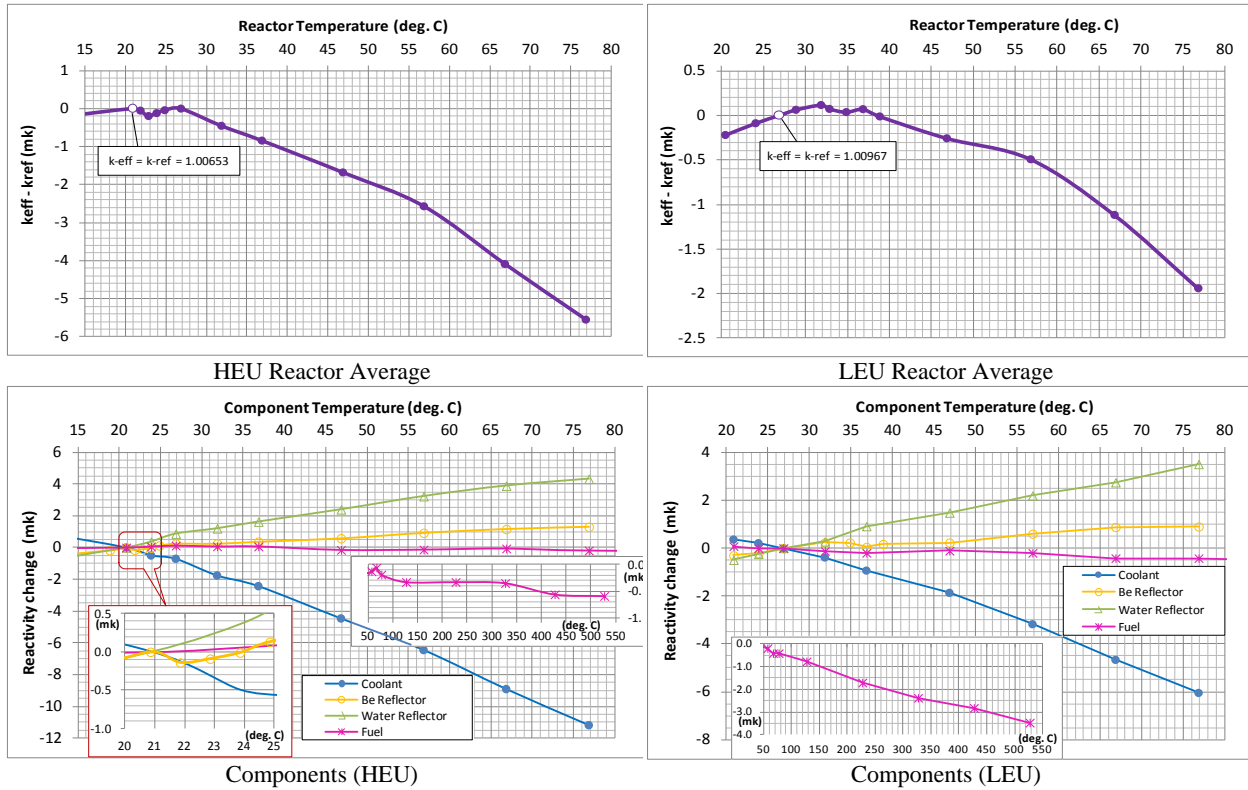 Reactor Temperature (deg. C)
15 20 25 30 35 40 45 50 55 60 65 70 75 80
1
0
-1
-2
-3
-4
-5
-6
keff - kref (mk)
k-eff = k-ref = 1.00653
HEU Reactor Average
Reactor Temperature (deg. C)
20 25 30 35 40 45 50 55 60 65 70 75 80
0.5
0
-0.5
-1
-1.5
-2
-2.5
keff - kref (mk)
k-eff = k-ref = 1.00967
LEU Reactor Average
Component Temperature (deg. C)
15 20 25 30 35 40 45 50 55 60 65 70 75 80
6
4
2
0
-2
-4
-6
-8
-10
-12
Reactivity change (mk)
0.5
(mk)
0.0
-0.5
-1.0
(deg. C)
20 21 22 23 24 25
0.0
(mk)
-0.
-1.
(deg. C)
50 100 150 200 250 300 350 400 450 500 550
Coolant
Be Reflector
Water Reflector
Fuel
Components (HEU)
Component Temperature (deg. C)
20 25 30 35 40 45 50 55 60 65 70 75 80
4
2
0
-2
-4
-6
-8
Reactivity change (mk)
Coolant
Be Reflector
Water Reflector
Fuel
0.0
-1.0
-2.0
-3.0
(mk)
-4.0
(deg. C)
50 100 150 200 250 300 350 400 450 500 550
Components (LEU)